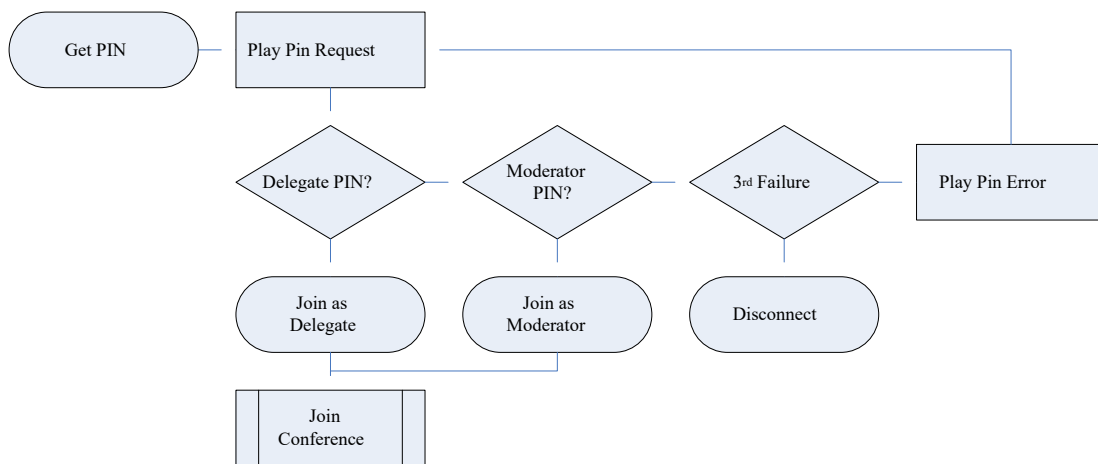 Get PIN
Play Pin Request
Delegate PIN?
Moderator
PIN?
3rd Failure
Play Pin Error
Join as
Delegate
Join as
Moderator
Disconnect
Join
Conference